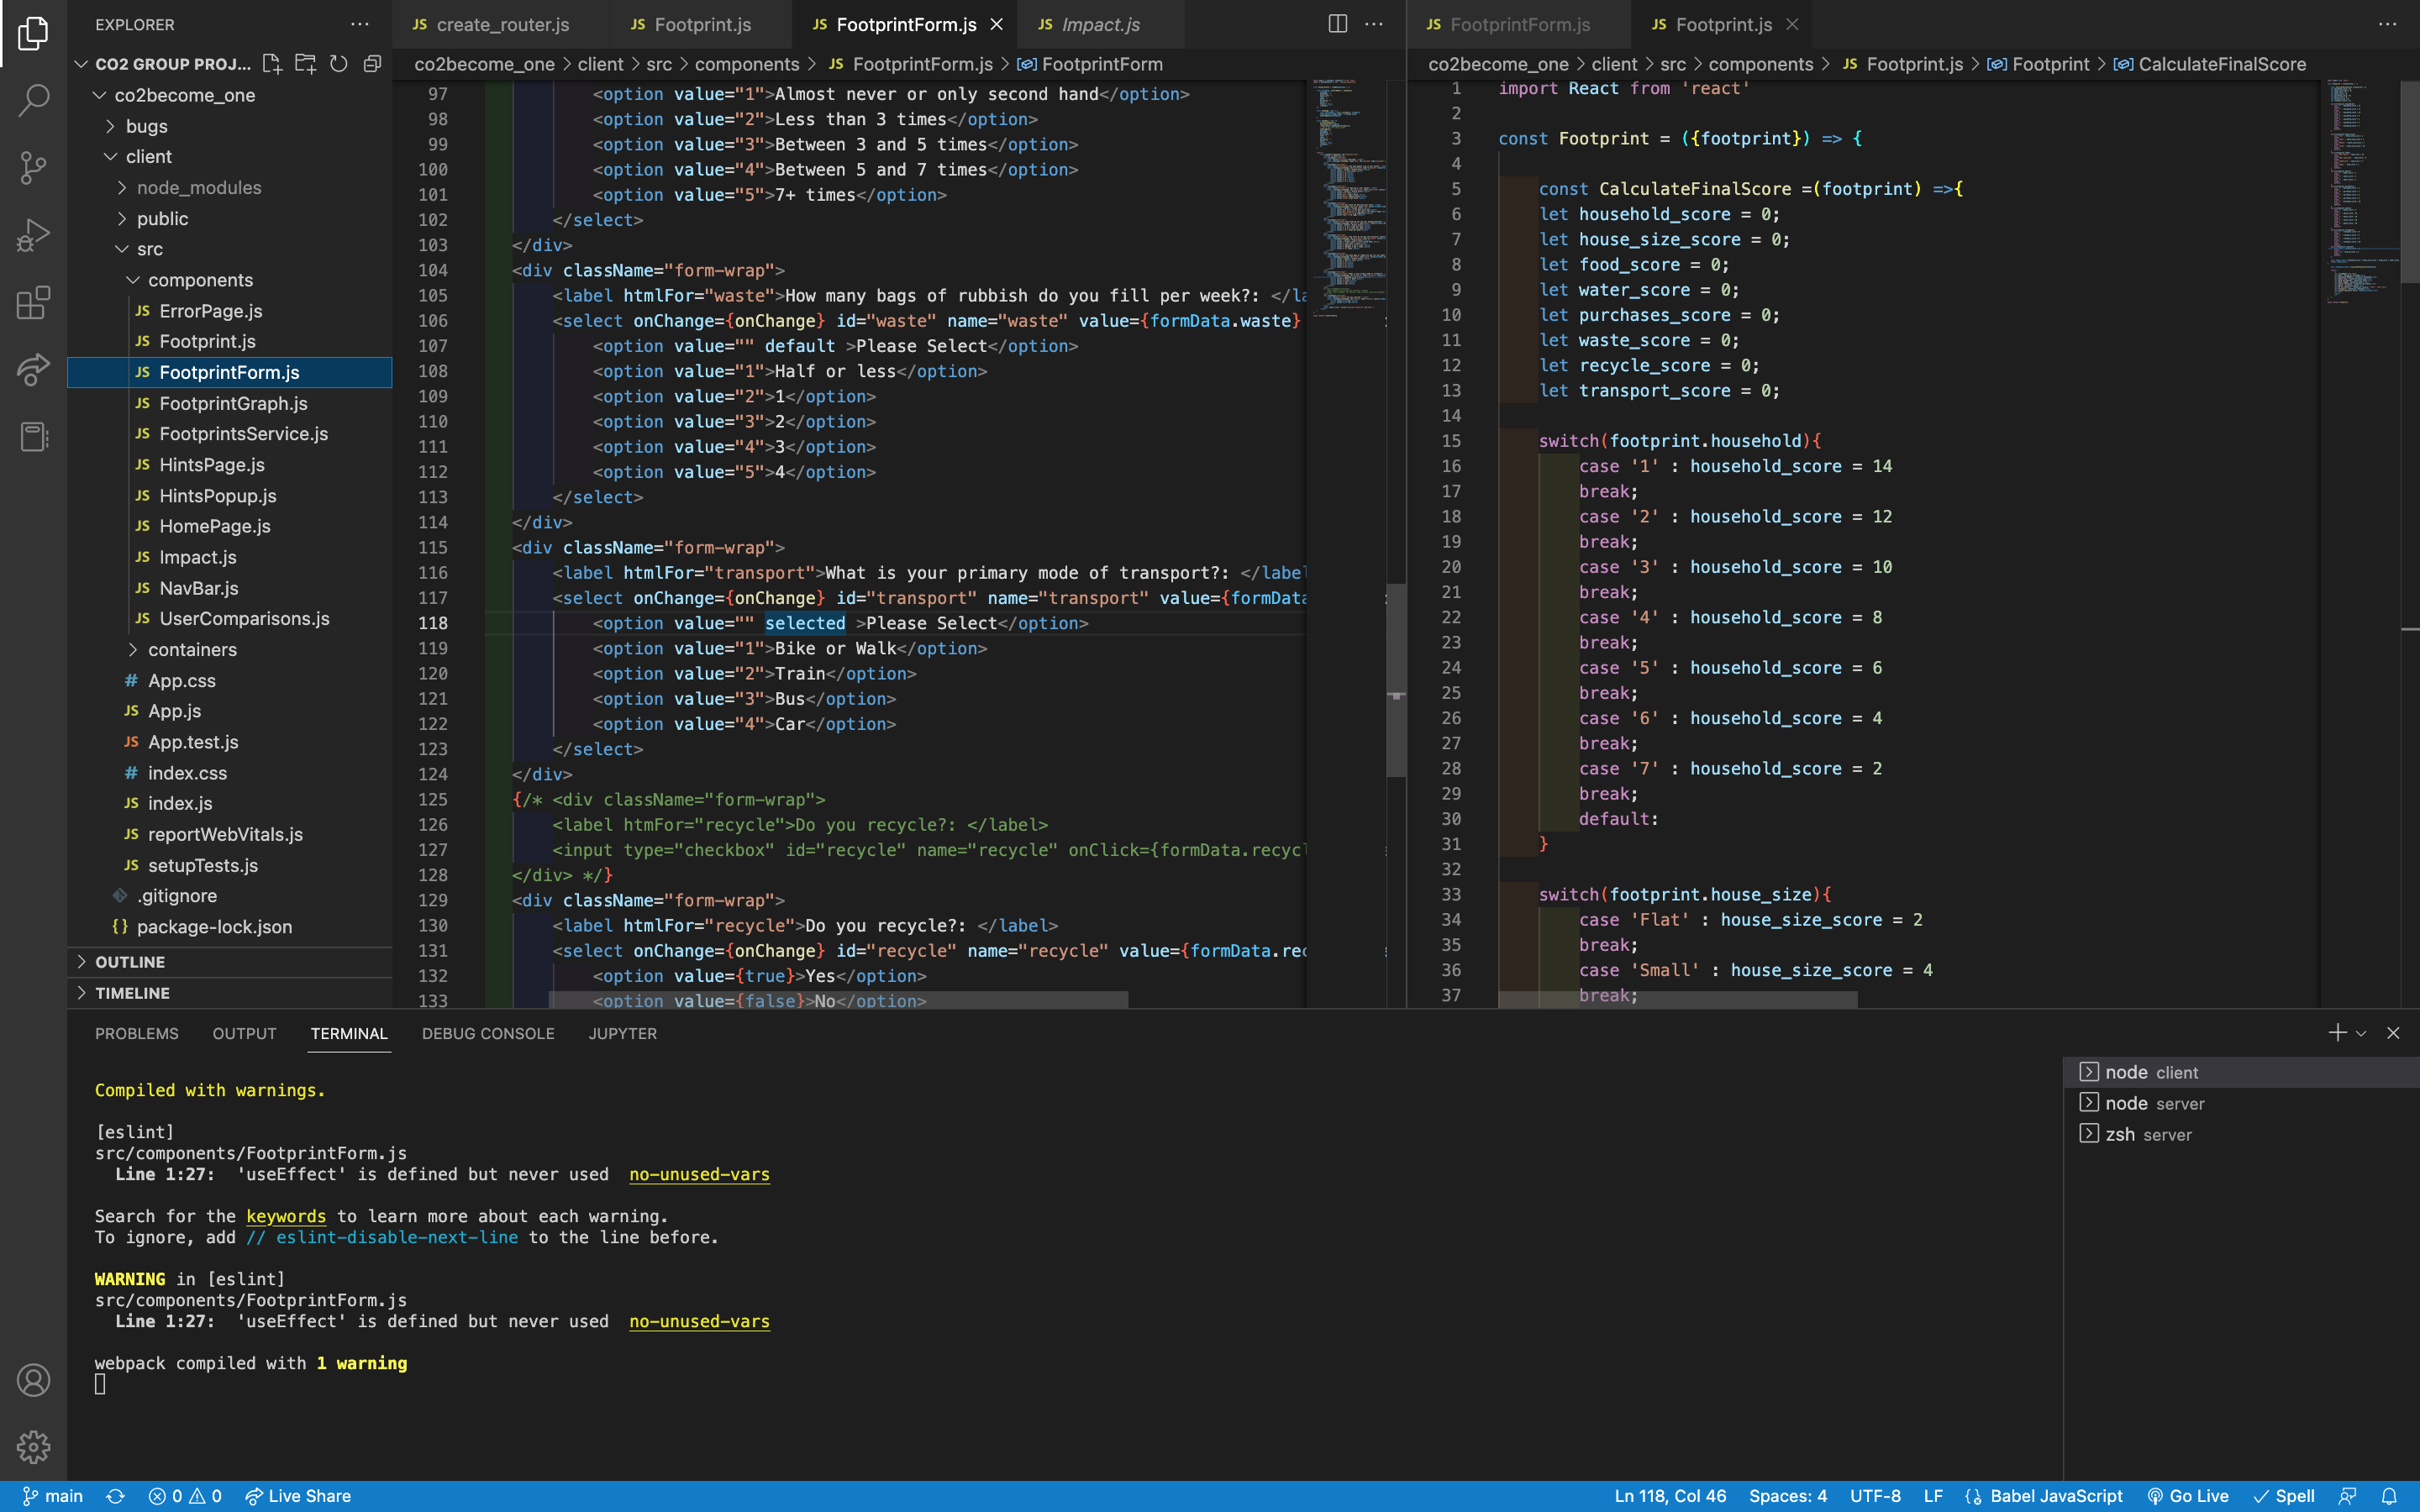 EXPLORER
CO2 GROUP PROJ...
co2become_one
bugs
client
node_modules
public
src
components
JS ErrorPage.js
JS Footprint.js
JS FootprintForm.js
JS FootprintGraph.js
JS FootprintsService.js
JS HintsPage.js
JS HintsPopup.js
JS HomePage.js
JS Impact.js
JS NavBar.js
JS UserComparisons.js
containers
# App.css
JS App.js
JS App.test.js
# index.css
JS index.js
JS reportWebVitals.js
JS setupTests.js
.gitignore
{} package-lock.json
OUTLINE
TIMELINE
JS create_router.js JS Footprint.js JS FootprintForm.js JS Impact.js
co2become_one > client > src > components > JS FootprintForm.js > FootprintForm
97 <option value="1">Almost never or only second hand</option>
98 <option value="2">Less than 3 times</option>
99 <option value="3">Between 3 and 5 times</option>
100 <option value="4">Between 5 and 7 times</option>
101 <option value="5">7+ times</option>
102 </select>
103 </div>
104 <div className="form-wrap">
105 <label htmlFor="waste">How many bags of rubbish do you fill per week?: </la
106 <select onChange={onChange} id="waste" name="waste" value={formData.waste}
107 <option value="" default >Please Select</option>
108 <option value="1">Half or less</option>
109 <option value="2">1</option>
110 <option value="3">2</option>
111 <option value="4">3</option>
112 <option value="5">4</option>
113 </select>
114 </div>
115 <div className="form-wrap">
116 <label htmlFor="transport">What is your primary mode of transport?: </label
117 <select onChange={onChange} id="transport" name="transport" value={formData
118 <option value="" selected >Please Select</option>
119 <option value="1">Bike or Walk</option>
120 <option value="2">Train</option>
121 <option value="3">Bus</option>
122 <option value="4">Car</option>
123 </select>
124 </div>
125 {/* <div className="form-wrap">
126 <label htmFor="recycle">Do you recycle?: </label>
127 <input type="checkbox" id="recycle" name="recycle" onClick={formData.recycl
128 </div> */}
129 <div className="form-wrap">
130 <label htmlFor="recycle">Do you recycle?: </label>
131 <select onChange={onChange} id="recycle" name="recycle" value={formData.rec
132 <option value={true}>Yes</option>
133 <option value={false}>No</option>
JS FootprintForm.js JS Footprint.js
co2become_one > client > src > components > JS Footprint.js > Footprint > CalculateFinalScore
1 import React from 'react'
2
3 const Footprint = ({footprint}) => {
4
5 const CalculateFinalScore =(footprint) =>{
6 let household_score = 0;
7 let house_size_score = 0;
8 let food_score = 0;
9 let water_score = 0;
10 let purchases_score = 0;
11 let waste_score = 0;
12 let recycle_score = 0;
13 let transport_score = 0;
14
15 switch(footprint.household){
16 case '1' : household_score = 14
17 break;
18 case '2' : household_score = 12
19 break;
20 case '3' : household_score = 10
21 break;
22 case '4' : household_score = 8
23 break;
24 case '5' : household_score = 6
25 break;
26 case '6' : household_score = 4
27 break;
28 case '7' : household_score = 2
29 break;
30 default:
31 }
32
33 switch(footprint.house_size){
34 case 'Flat' : house_size_score = 2
35 break;
36 case 'Small' : house_size_score = 4
37 break;
PROBLEMS OUTPUT TERMINAL DEBUG CONSOLE JUPYTER
Compiled with warnings.
[eslint]
src/components/FootprintForm.js
Line 1:27: 'useEffect' is defined but never used no-unused-vars
Search for the keywords to learn more about each warning.
To ignore, add // eslint-disable-next-line to the line before.
WARNING in [eslint]
src/components/FootprintForm.js
Line 1:27: 'useEffect' is defined but never used no-unused-vars
webpack compiled with 1 warning
node client
node server
zsh server
main 0 0 Live Share Ln 118, Col 46 Spaces: 4 UTF-8 LF Babel JavaScript Go Live Spell